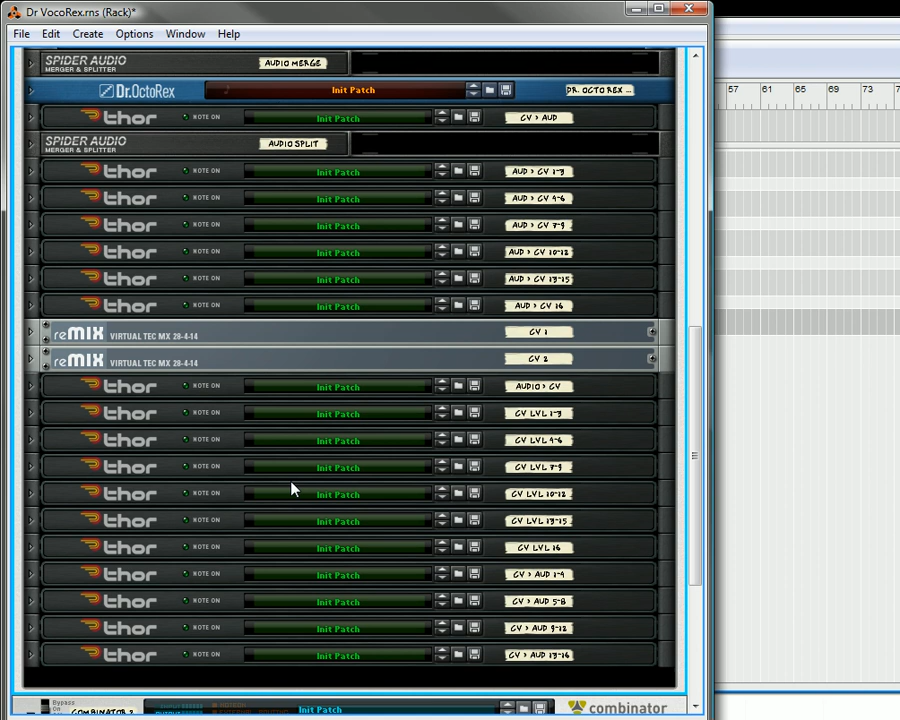 Dr VocoRex.rns (Rack)*
File Edit Create Options Window Help
57 61 65 69 73
SPIDER AUDIO
MERGER & SPLITTER
AUDIO MERGE
Dr.OctoRex Init Patch DR. OCTO REX ...
thor NOTE ON Init Patch CV > AUD
SPIDER AUDIO
MERGER & SPLITTER
AUDIO SPLIT
thor NOTE ON Init Patch AUD > CV 1-3
thor NOTE ON Init Patch AUD > CV 4-6
thor NOTE ON Init Patch AUD > CV 7-9
thor NOTE ON Init Patch AUD > CV 10-12
thor NOTE ON Init Patch AUD > CV 13-15
thor NOTE ON Init Patch AUD > CV 16
reMIX VIRTUAL TEC MX 28-4-14 CV 1
reMIX VIRTUAL TEC MX 28-4-14 CV 2
thor NOTE ON Init Patch AUDIO > CV
thor NOTE ON Init Patch CV LVL 1-3
thor NOTE ON Init Patch CV LVL 4-6
thor NOTE ON Init Patch CV LVL 7-9
thor NOTE ON Init Patch CV LVL 10-12
thor NOTE ON Init Patch CV LVL 13-15
thor NOTE ON Init Patch CV LVL 16
thor NOTE ON Init Patch CV > AUD 1-4
thor NOTE ON Init Patch CV > AUD 5-8
thor NOTE ON Init Patch CV > AUD 9-12
thor NOTE ON Init Patch CV > AUD 13-16
Bypass
On
COMBINATOR 2 Init Patch combinator